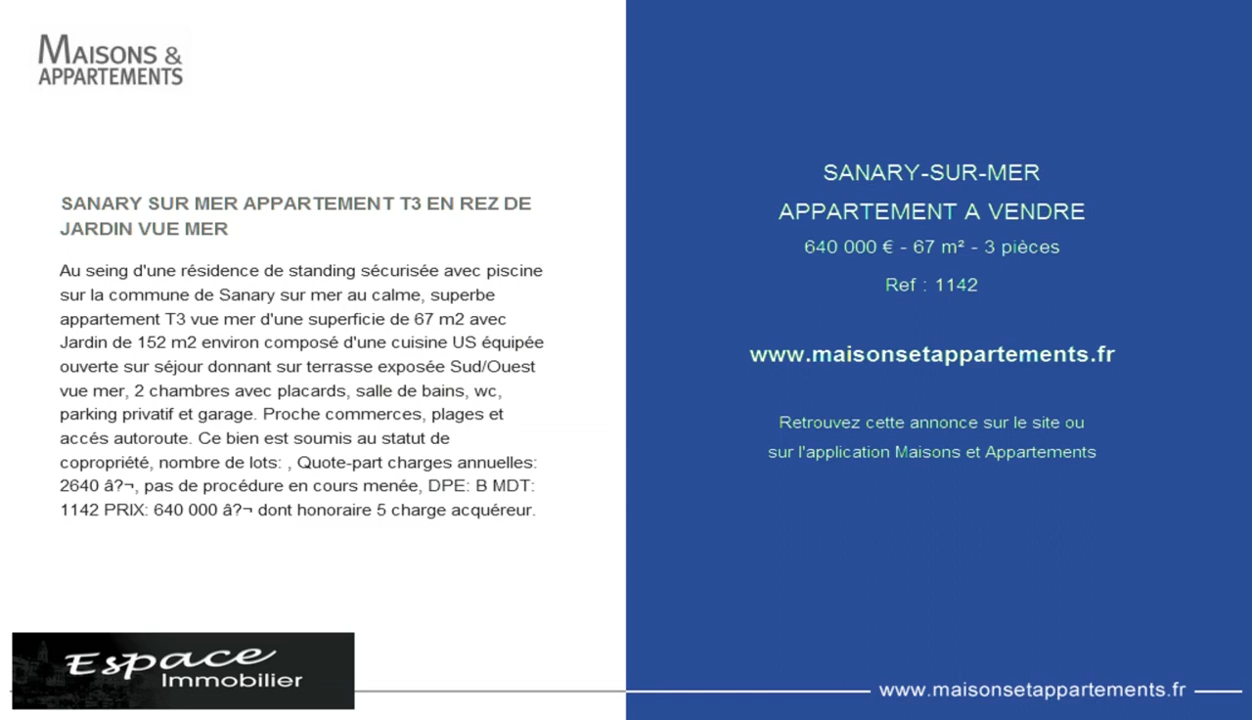 MAISONS &
APPARTEMENTS
SANARY SUR MER APPARTEMENT T3 EN REZ DE
JARDIN VUE MER
Au seing d'une résidence de standing sécurisée avec piscine
sur la commune de Sanary sur mer au calme, superbe
appartement T3 vue mer d'une superficie de 67 m2 avec
Jardin de 152 m2 environ composé d'une cuisine US équipée
ouverte sur séjour donnant sur terrasse exposée Sud/Ouest
vue mer, 2 chambres avec placards, salle de bains, wc,
parking privatif et garage. Proche commerces, plages et
accés autoroute. Ce bien est soumis au statut de
copropriété, nombre de lots: , Quote-part charges annuelles:
2640 â?¬, pas de procédure en cours menée, DPE: B MDT:
1142 PRIX: 640 000 â?¬ dont honoraire 5 charge acquéreur.
Espace
Immobilier
SANARY-SUR-MER
APPARTEMENT A VENDRE
640 000 € - 67 m² - 3 pièces
Ref : 1142
www.maisonsetappartements.fr
Retrouvez cette annonce sur le site ou
sur l'application Maisons et Appartements
www.maisonsetappartements.fr